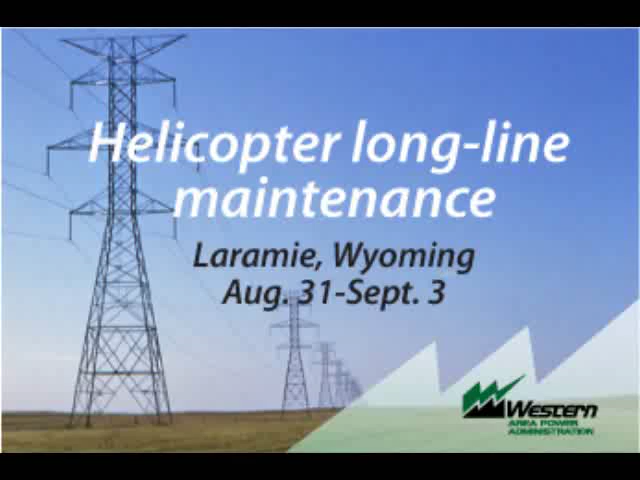 Helicopter long-line
maintenance
Laramie, Wyoming
Aug. 31-Sept. 3
Western
AREA POWER
ADMINISTRATION